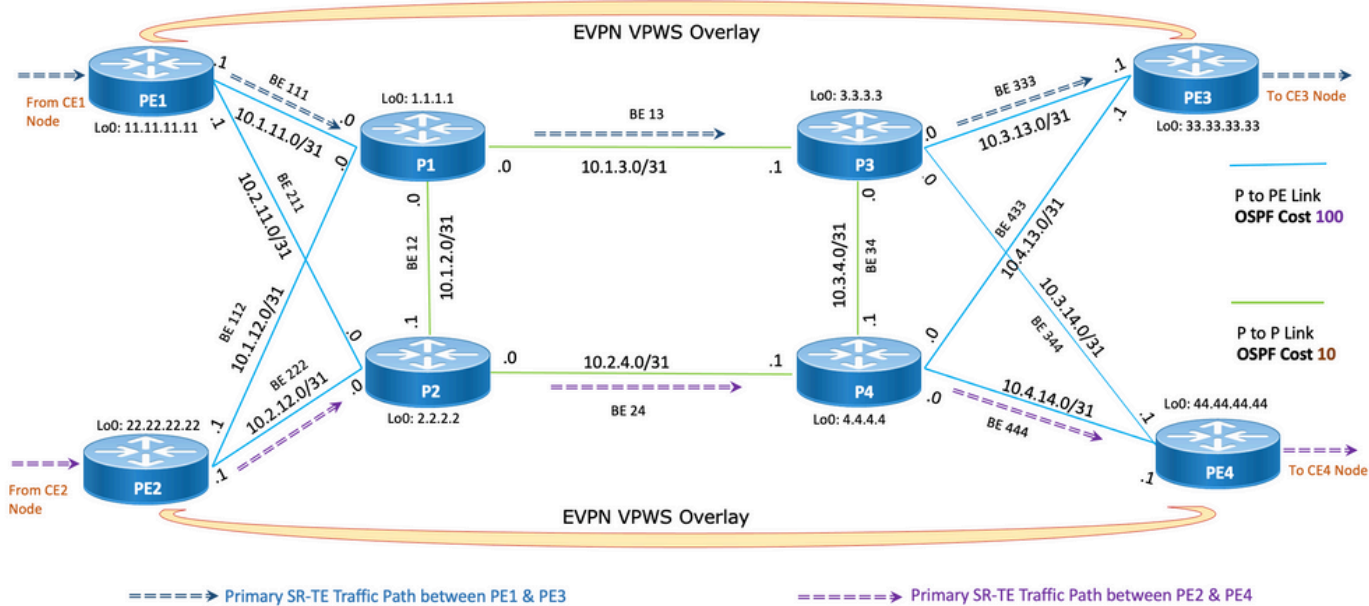 EVPN VPWS Overlay
PE1
From CE1
Node
Lo0: 11.11.11.11
.1
BE 111
.0
10.1.11.0/31
.1
BE 211
10.2.11.0/31
Lo0: 1.1.1.1
P1
.0
.0
BE 13
10.1.3.0/31
.0
.1
Lo0: 3.3.3.3
P3
.0
BE 333
.1
10.3.13.0/31
.0
PE3
To CE3 Node
Lo0: 33.33.33.33
.1
P to PE Link
OSPF Cost 100
BE 12
10.1.2.0/31
.1
10.3.4.0/31
BE 34
.0
.1
BE 433
10.4.13.0/31
.0
10.3.14.0/31
BE 344
.1
P to P Link
OSPF Cost 10
BE 112
10.1.12.0/31
.1
.0
BE 222
10.2.12.0/31
.0
.1
P2
Lo0: 2.2.2.2
.0
10.2.4.0/31
.1
BE 24
P4
Lo0: 4.4.4.4
.0
10.4.14.0/31
BE 444
.1
Lo0: 44.44.44.44
PE4
To CE4 Node
Lo0: 22.22.22.22
PE2
From CE2
Node
EVPN VPWS Overlay
Primary SR-TE Traffic Path between PE1 & PE3
Primary SR-TE Traffic Path between PE2 & PE4